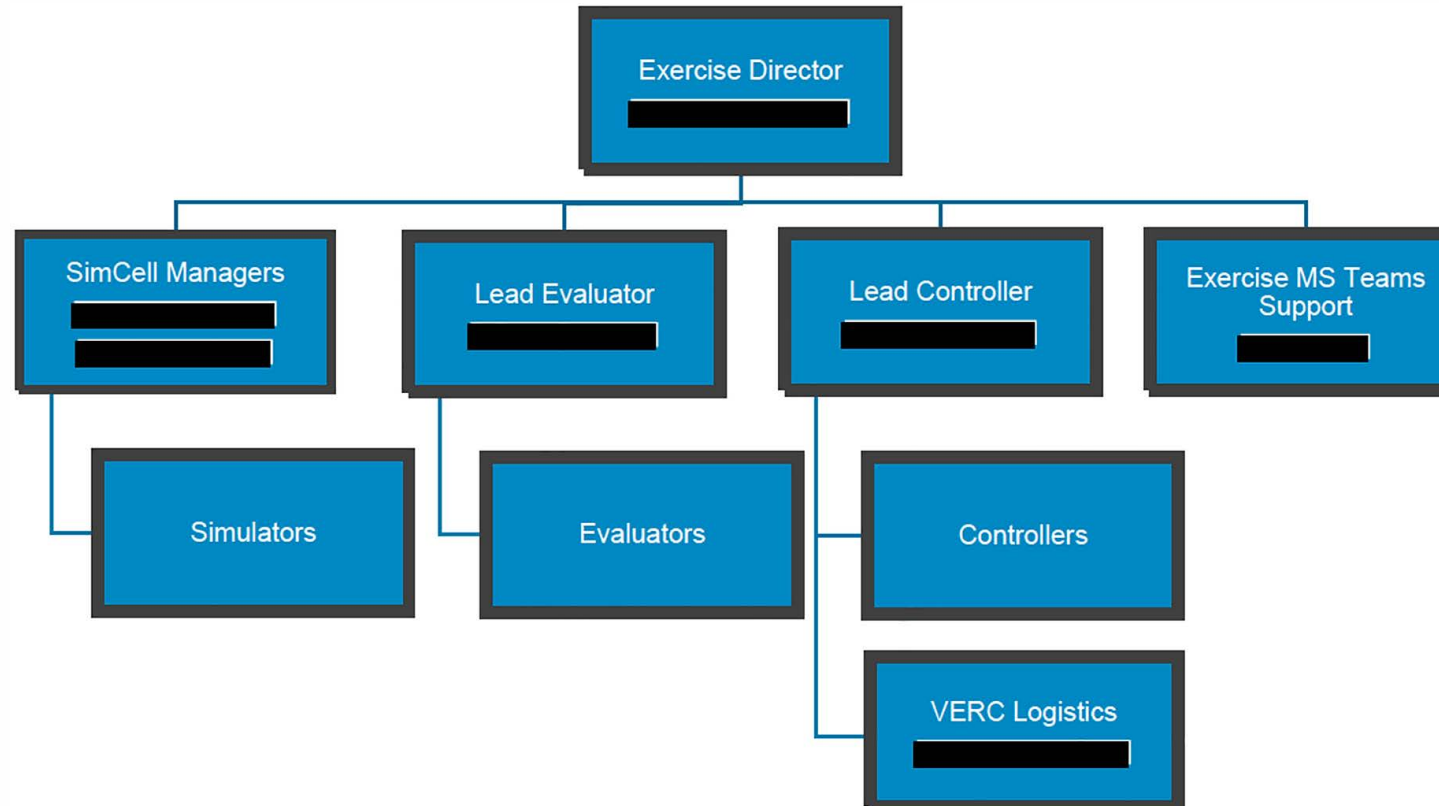 Exercise Director
SimCell Managers
Lead Evaluator
Lead Controller
Exercise MS Teams
Support
Simulators
Evaluators
Controllers
VERC Logistics